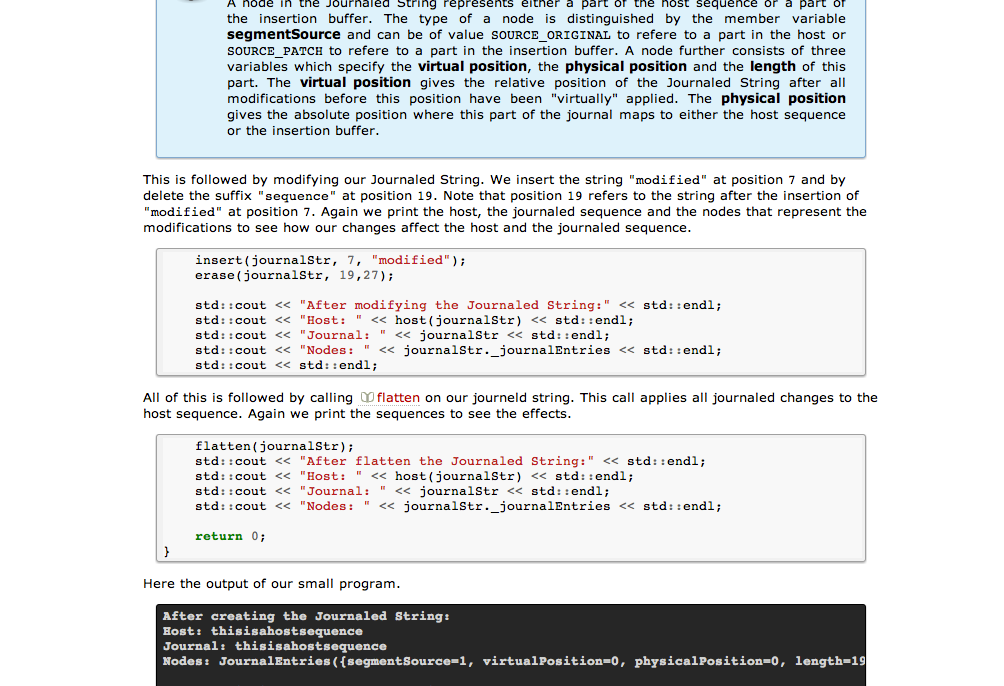 A node in the Journaled String represents either a part of the host sequence or a part of
the insertion buffer. The type of a node is distinguished by the member variable
segmentSource and can be of value SOURCE_ORIGINAL to refere to a part in the host or
SOURCE_PATCH to refere to a part in the insertion buffer. A node further consists of three
variables which specify the virtual position, the physical position and the length of this
part. The virtual position gives the relative position of the Journaled String after all
modifications before this position have been "virtually" applied. The physical position
gives the absolute position where this part of the journal maps to either the host sequence
or the insertion buffer.
This is followed by modifying our Journaled String. We insert the string "modified" at position 7 and by
delete the suffix "sequence" at position 19. Note that position 19 refers to the string after the insertion of
"modified" at position 7. Again we print the host, the journaled sequence and the nodes that represent the
modifications to see how our changes affect the host and the journaled sequence.
insert(journalStr, 7, "modified");
erase(journalStr, 19,27);
std::cout << "After modifying the Journaled String:" << std::endl;
std::cout << "Host: " << host(journalStr) << std::endl;
std::cout << "Journal: " << journalStr << std::endl;
std::cout << "Nodes: " << journalStr._journalEntries << std::endl;
std::cout << std::endl;
All of this is followed by calling flatten on our journeld string. This call applies all journaled changes to the
host sequence. Again we print the sequences to see the effects.
flatten(journalStr);
std::cout << "After flatten the Journaled String:" << std::endl;
std::cout << "Host: " << host(journalStr) << std::endl;
std::cout << "Journal: " << journalStr << std::endl;
std::cout << "Nodes: " << journalStr._journalEntries << std::endl;
return 0;
}
Here the output of our small program.
After creating the Journaled String:
Host: thisisahostsequence
Journal: thisisahostsequence
Nodes: JournalEntries({segmentSource=1, virtualPosition=0, physicalPosition=0, length=19